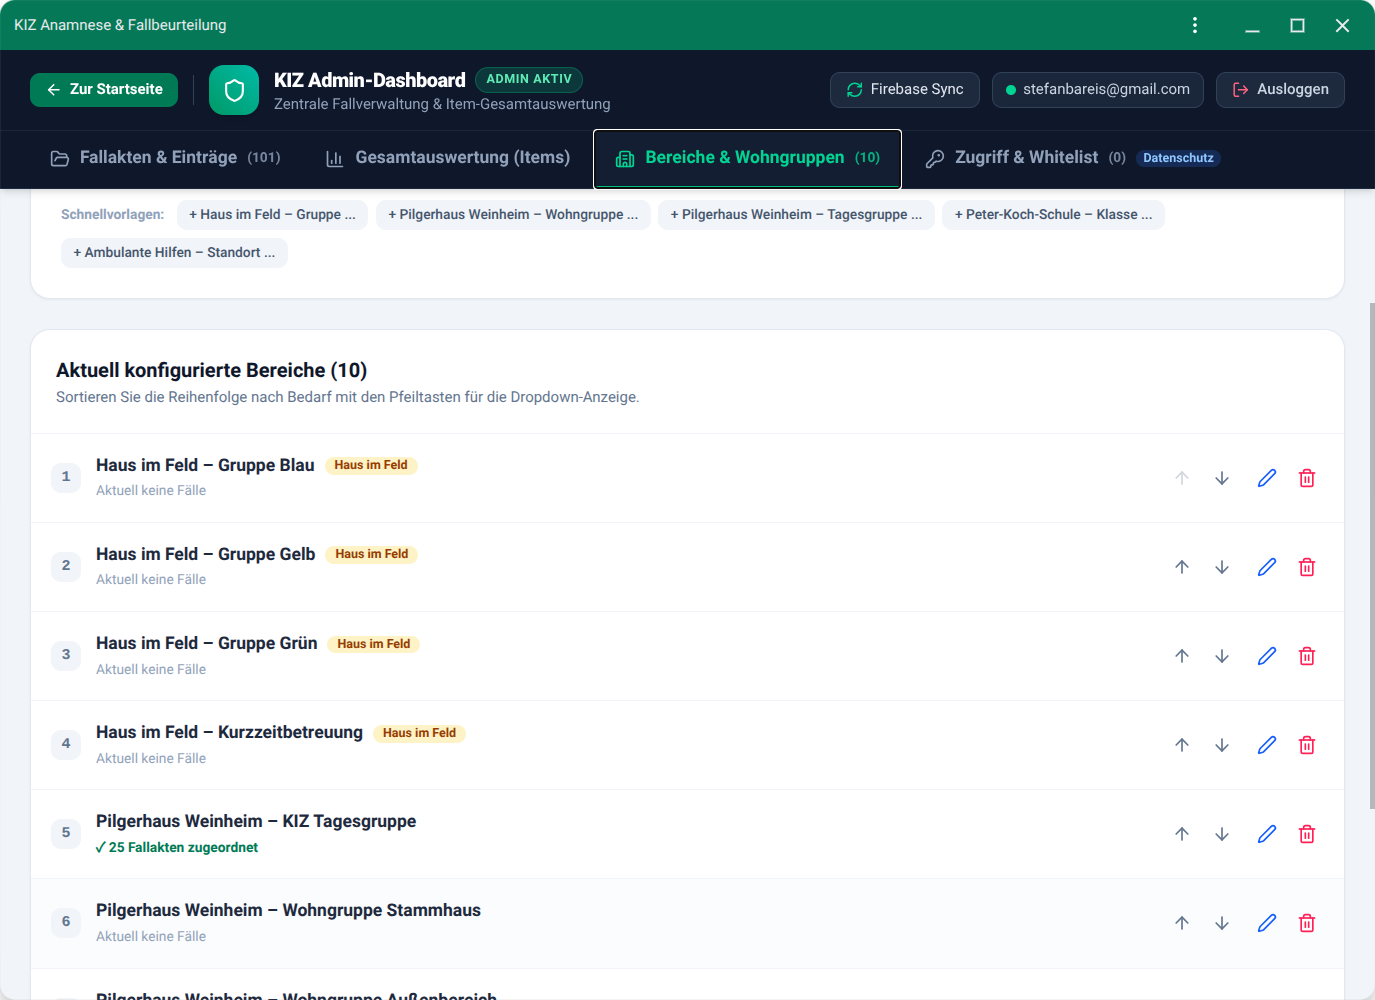 KIZ Anamnese & Fallbeurteilung
Zur Startseite
KIZ Admin-Dashboard ADMIN AKTIV
Zentrale Fallverwaltung & Item-Gesamtauswertung
Firebase Sync
stefanbareis@gmail.com
Ausloggen
Fallakten & Einträge (101)
Gesamtauswertung (Items)
Bereiche & Wohngruppen (10)
Zugriff & Whitelist (0) Datenschutz
Schnellvorlagen: + Haus im Feld – Gruppe ... + Pilgerhaus Weinheim – Wohngruppe ... + Pilgerhaus Weinheim – Tagesgruppe ... + Peter-Koch-Schule – Klasse ...
+ Ambulante Hilfen – Standort ...
Aktuell konfigurierte Bereiche (10)
Sortieren Sie die Reihenfolge nach Bedarf mit den Pfeiltasten für die Dropdown-Anzeige.
1 Haus im Feld – Gruppe Blau Haus im Feld
Aktuell keine Fälle
2 Haus im Feld – Gruppe Gelb Haus im Feld
Aktuell keine Fälle
3 Haus im Feld – Gruppe Grün Haus im Feld
Aktuell keine Fälle
4 Haus im Feld – Kurzzeitbetreuung Haus im Feld
Aktuell keine Fälle
5 Pilgerhaus Weinheim – KIZ Tagesgruppe
✓ 25 Fallakten zugeordnet
6 Pilgerhaus Weinheim – Wohngruppe Stammhaus
Aktuell keine Fälle
Pilgerhaus Weinheim – Wohngruppe Außenbereich